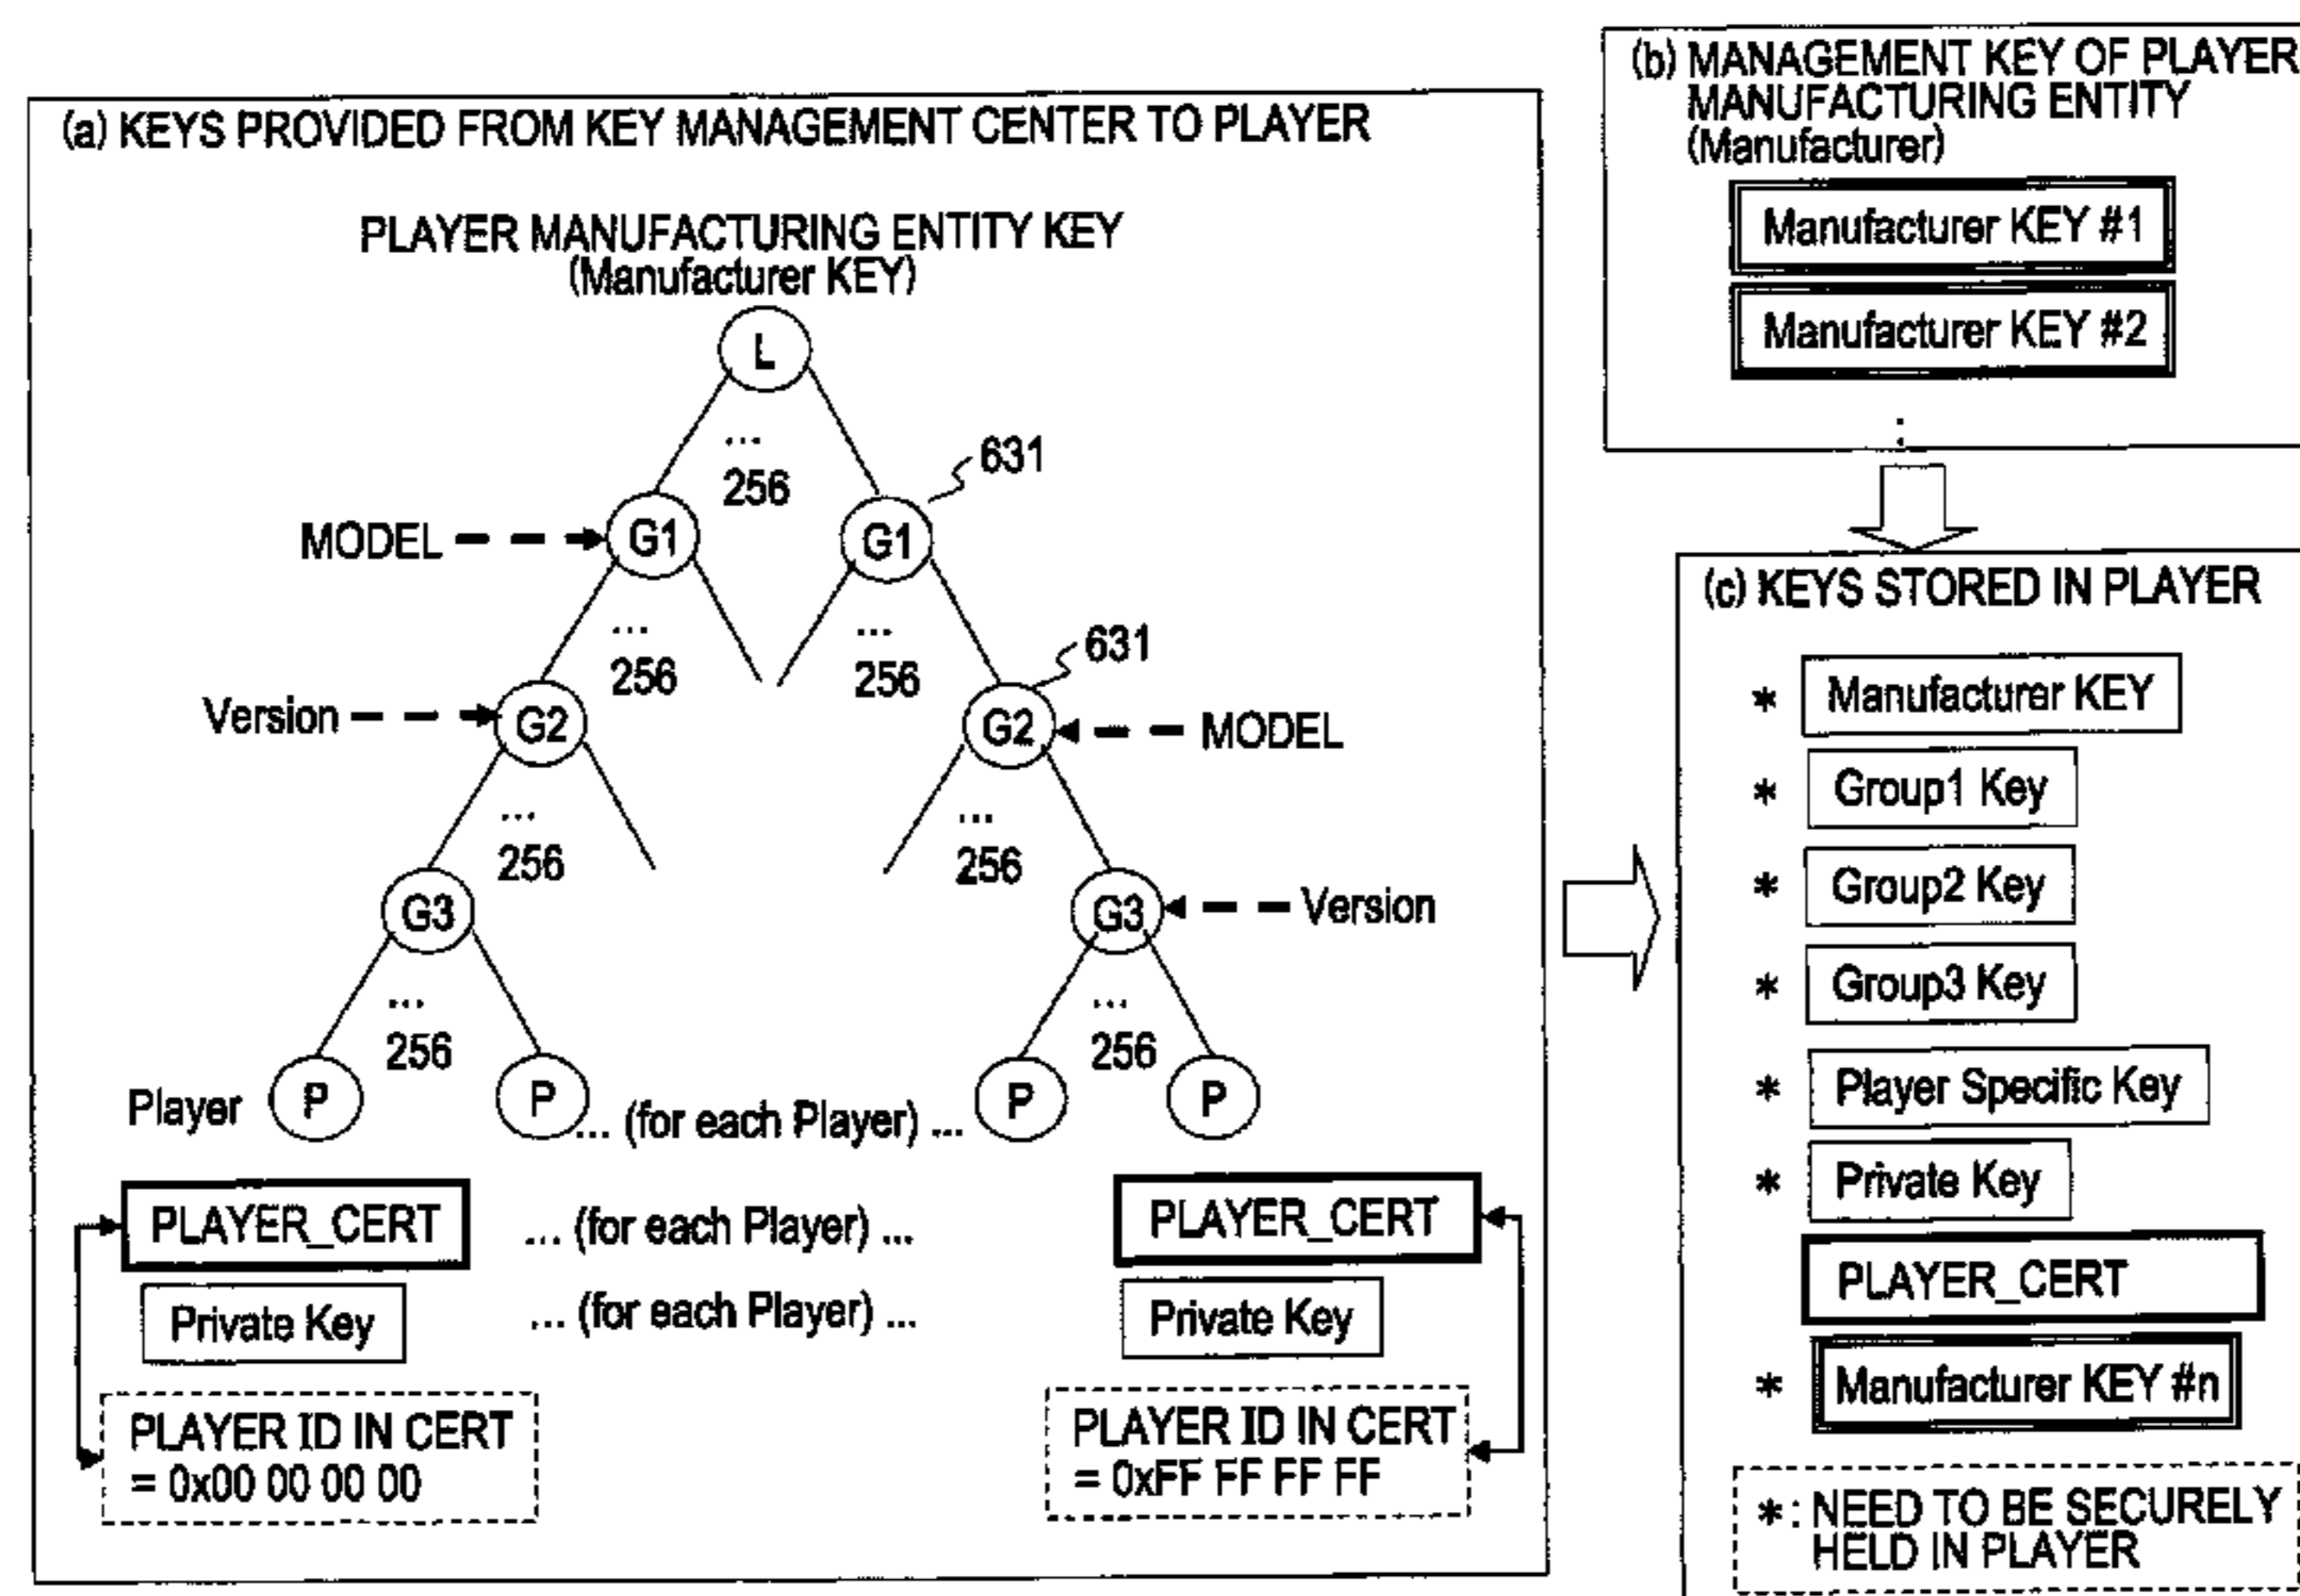 (a) KEYS PROVIDED FROM KEY MANAGEMENT CENTER TO PLAYER
PLAYER MANUFACTURING ENTITY KEY
(Manufacturer KEY)
L
...
256
631
MODEL
G1
G1
...
256
...
256
631
Version
G2
G2
MODEL
...
256
...
256
G3
G3
Version
...
256
...
256
Player
P
P
... (for each Player) ...
P
P
PLAYER_CERT
... (for each Player) ...
PLAYER_CERT
Private Key
... (for each Player) ...
Private Key
PLAYER ID IN CERT
= 0x00 00 00 00
PLAYER ID IN CERT
= 0xFF FF FF FF
(b) MANAGEMENT KEY OF PLAYER
MANUFACTURING ENTITY
(Manufacturer)
Manufacturer KEY #1
Manufacturer KEY #2
:
(c) KEYS STORED IN PLAYER
* Manufacturer KEY
* Group1 Key
* Group2 Key
* Group3 Key
* Player Specific Key
* Private Key
PLAYER_CERT
* Manufacturer KEY #n
* : NEED TO BE SECURELY
HELD IN PLAYER